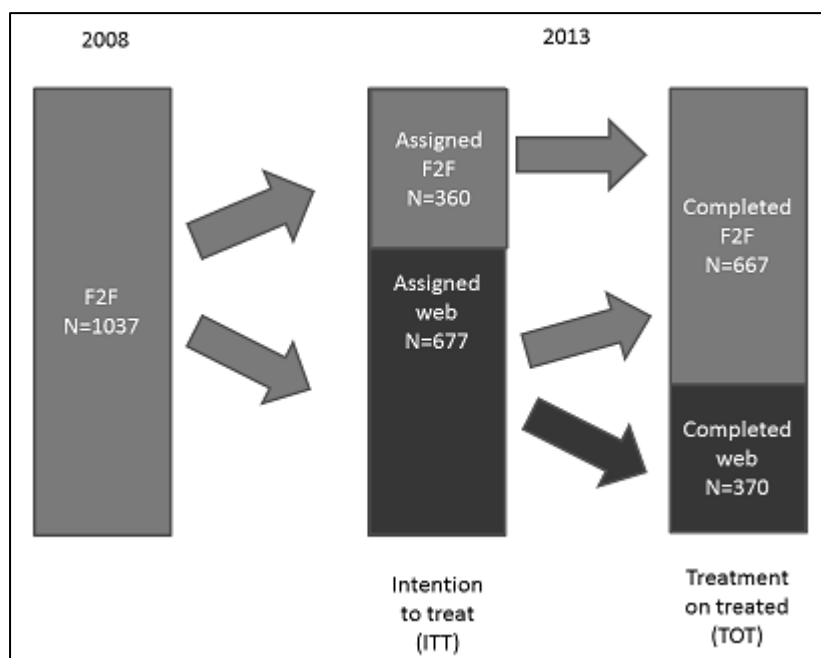 2008
2013
F2F
N=1037
Assigned
F2F
N=360
Assigned
web
N=677
Completed
F2F
N=667
Completed
web
N=370
Intention
to treat
(ITT)
Treatment
on treated
(TOT)